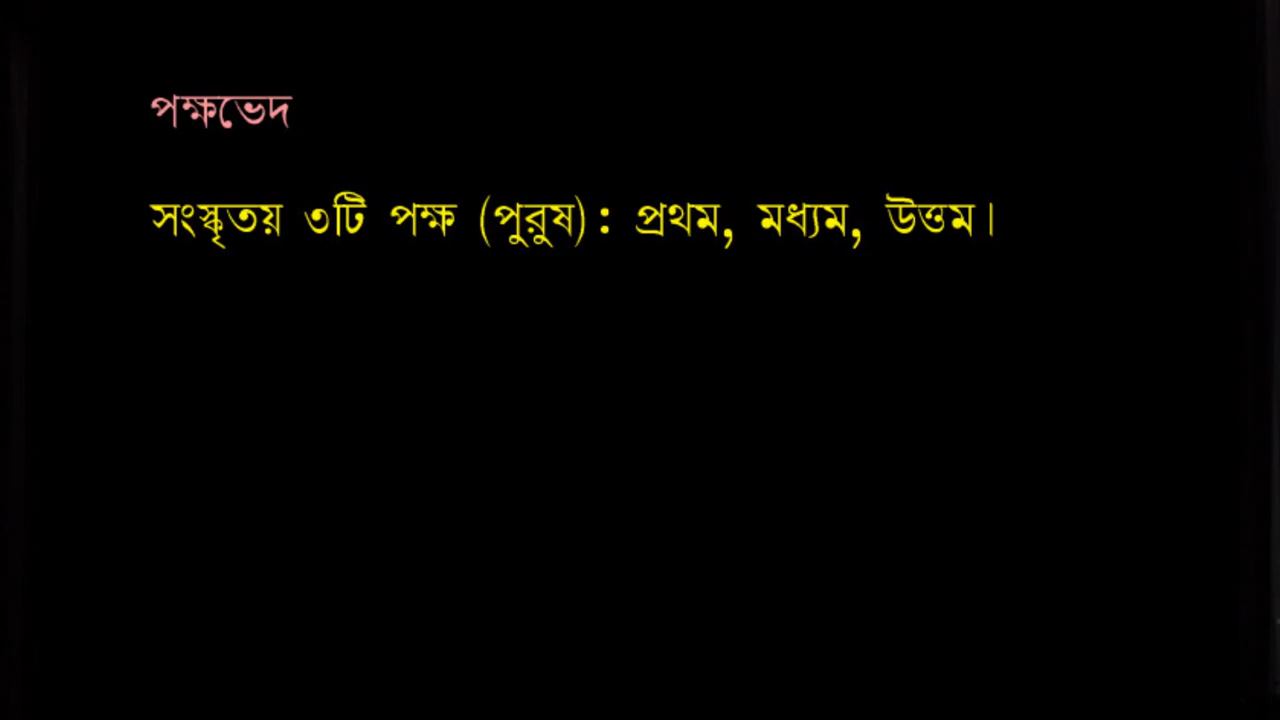 পক্ষভেদ
সংস্কৃতয় ৩টি পক্ষ (পুরুষ): প্রথম, মধ্যম, উত্তম।